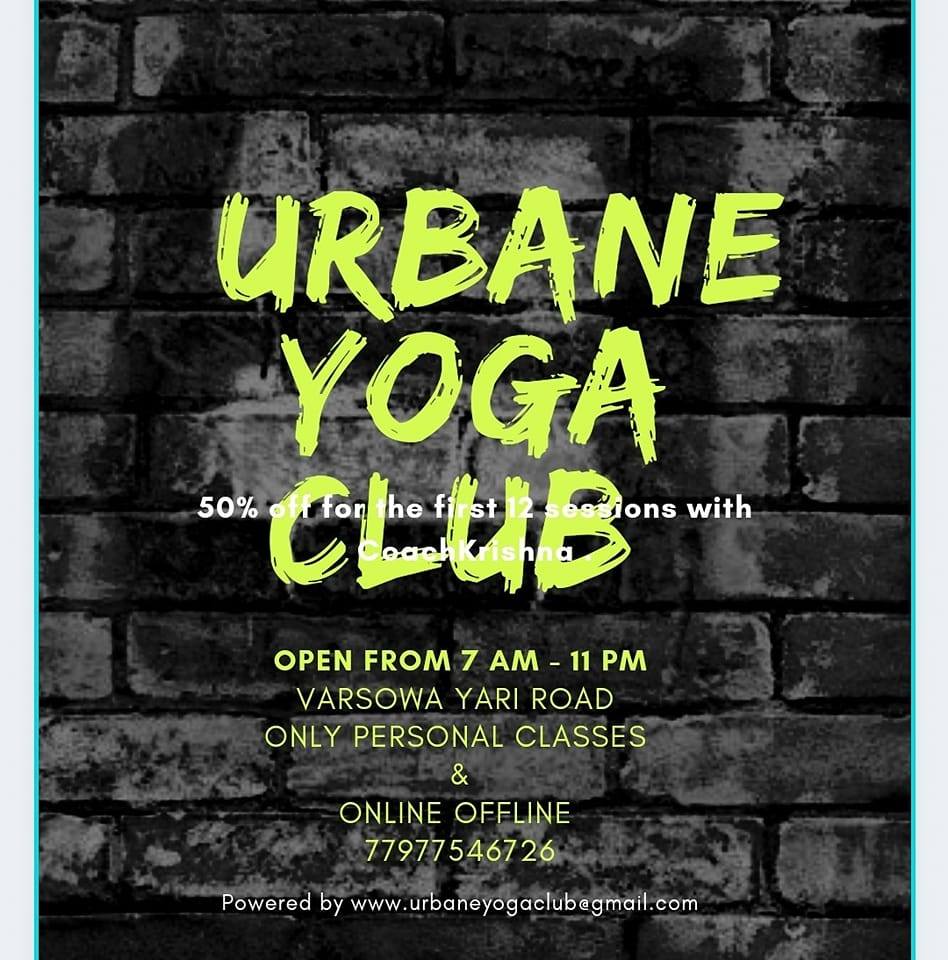 URBANE
YOGA
CLUB
50% off for the first 12 sessions with
CoachKrishna .
OPEN FROM 7 AM - 11 PM
VARSOWA YARI ROAD
ONLY PERSONAL CLASSES
&
ONLINE OFFLINE
77977546726
Powered by www.urbaneyogaclub@gmail.com